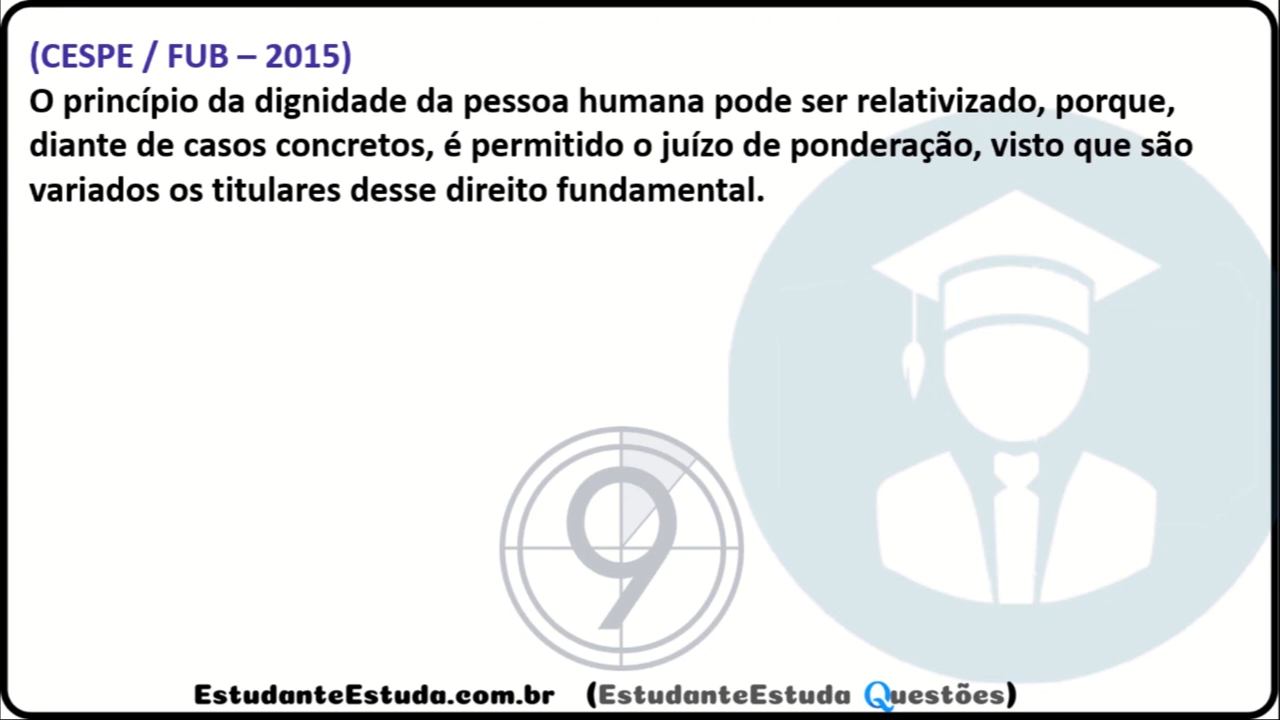 (CESPE / FUB – 2015)
O princípio da dignidade da pessoa humana pode ser relativizado, porque,
diante de casos concretos, é permitido o juízo de ponderação, visto que são
variados os titulares desse direito fundamental.
9
EstudanteEstuda.com.br (EstudanteEstuda Questões)